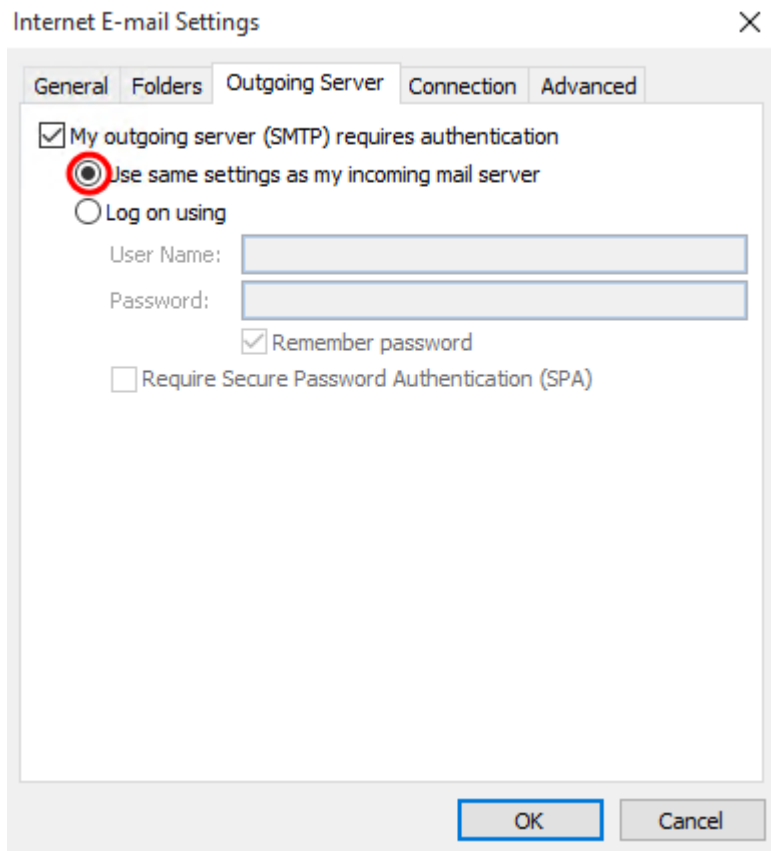 Internet E-mail Settings
General Folders Outgoing Server Connection Advanced
My outgoing server (SMTP) requires authentication
Use same settings as my incoming mail server
Log on using
User Name:
Password:
Remember password
Require Secure Password Authentication (SPA)
OK Cancel